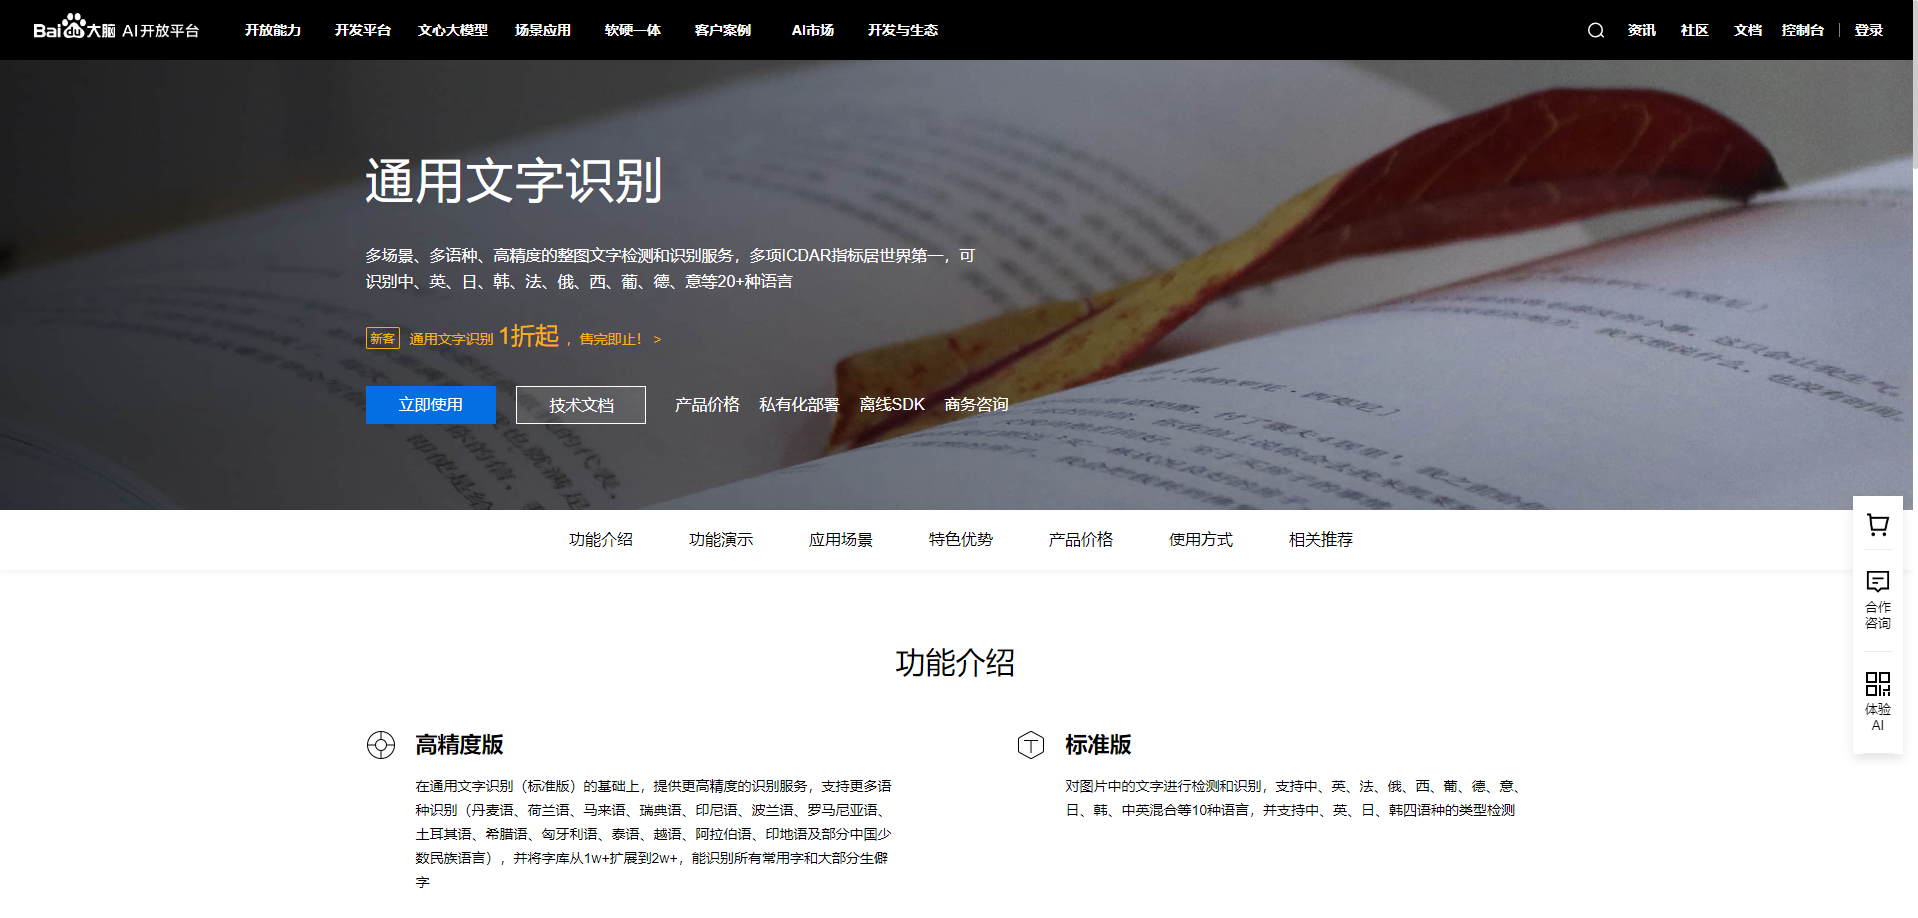 Bai du 大脑 AI开放平台
开放能力 开发平台 文心大模型 场景应用 软硬一体 客户案例 AI市场 开发与生态
资讯 社区 文档 控制台 登录
通用文字识别
多场景、多语种、高精度的整图文字检测和识别服务，多项ICDAR指标居世界第一，可
识别中、英、日、韩、法、俄、西、葡、德、意等20+种语言
新客 通用文字识别 1折起 ，售完即止！ >
立即使用 技术文档 产品价格 私有化部署 离线SDK 商务咨询
功能介绍 功能演示 应用场景 特色优势 产品价格 使用方式 相关推荐
合作
咨询
体验
AI
功能介绍
高精度版
在通用文字识别（标准版）的基础上，提供更高精度的识别服务，支持更多语
种识别（丹麦语、荷兰语、马来语、瑞典语、印尼语、波兰语、罗马尼亚语、
土耳其语、希腊语、匈牙利语、泰语、越语、阿拉伯语、印地语及部分中国少
数民族语言），并将字库从1w+扩展到2w+，能识别所有常用字和大部分生僻
字
标准版
对图片中的文字进行检测和识别，支持中、英、法、俄、西、葡、德、意、
日、韩、中英混合等10种语言，并支持中、英、日、韩四语种的类型检测